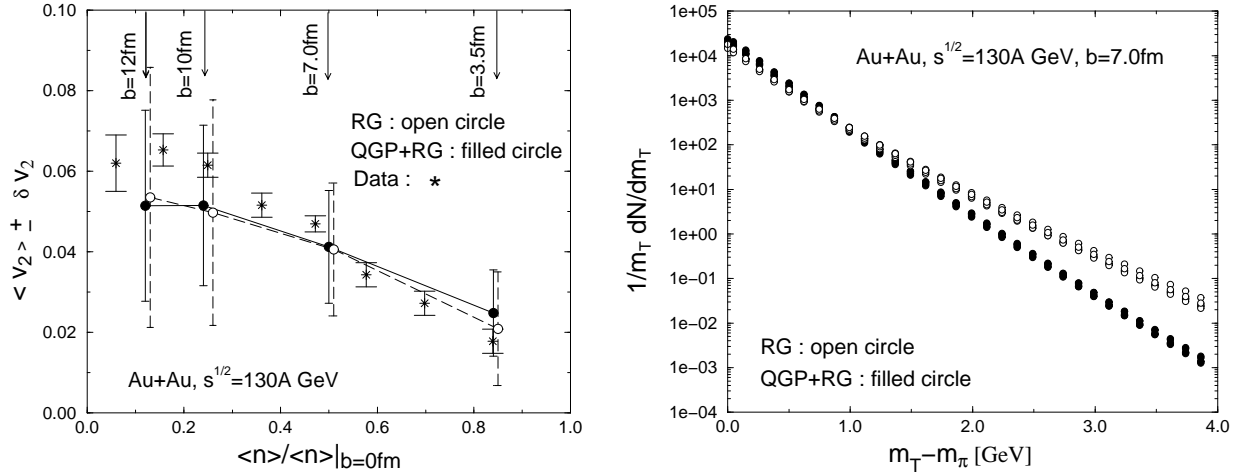 0.10
0.08
0.06
0.04
0.02
0.00
< v2 > ± δ v2
b=12fm
b=10fm
b=7.0fm
b=3.5fm
RG : open circle
QGP+RG : filled circle
Data : *
Au+Au, s^1/2=130A GeV
0.0 0.2 0.4 0.6 0.8 1.0
<n>/<n>|b=0fm
1e+05
1e+04
1e+03
1e+02
1e+01
1e+00
1e−01
1e−02
1e−03
1e−04
1/mT dN/dmT
Au+Au, s^1/2=130A GeV, b=7.0fm
RG : open circle
QGP+RG : filled circle
0.0 1.0 2.0 3.0 4.0
mT−mπ [GeV]